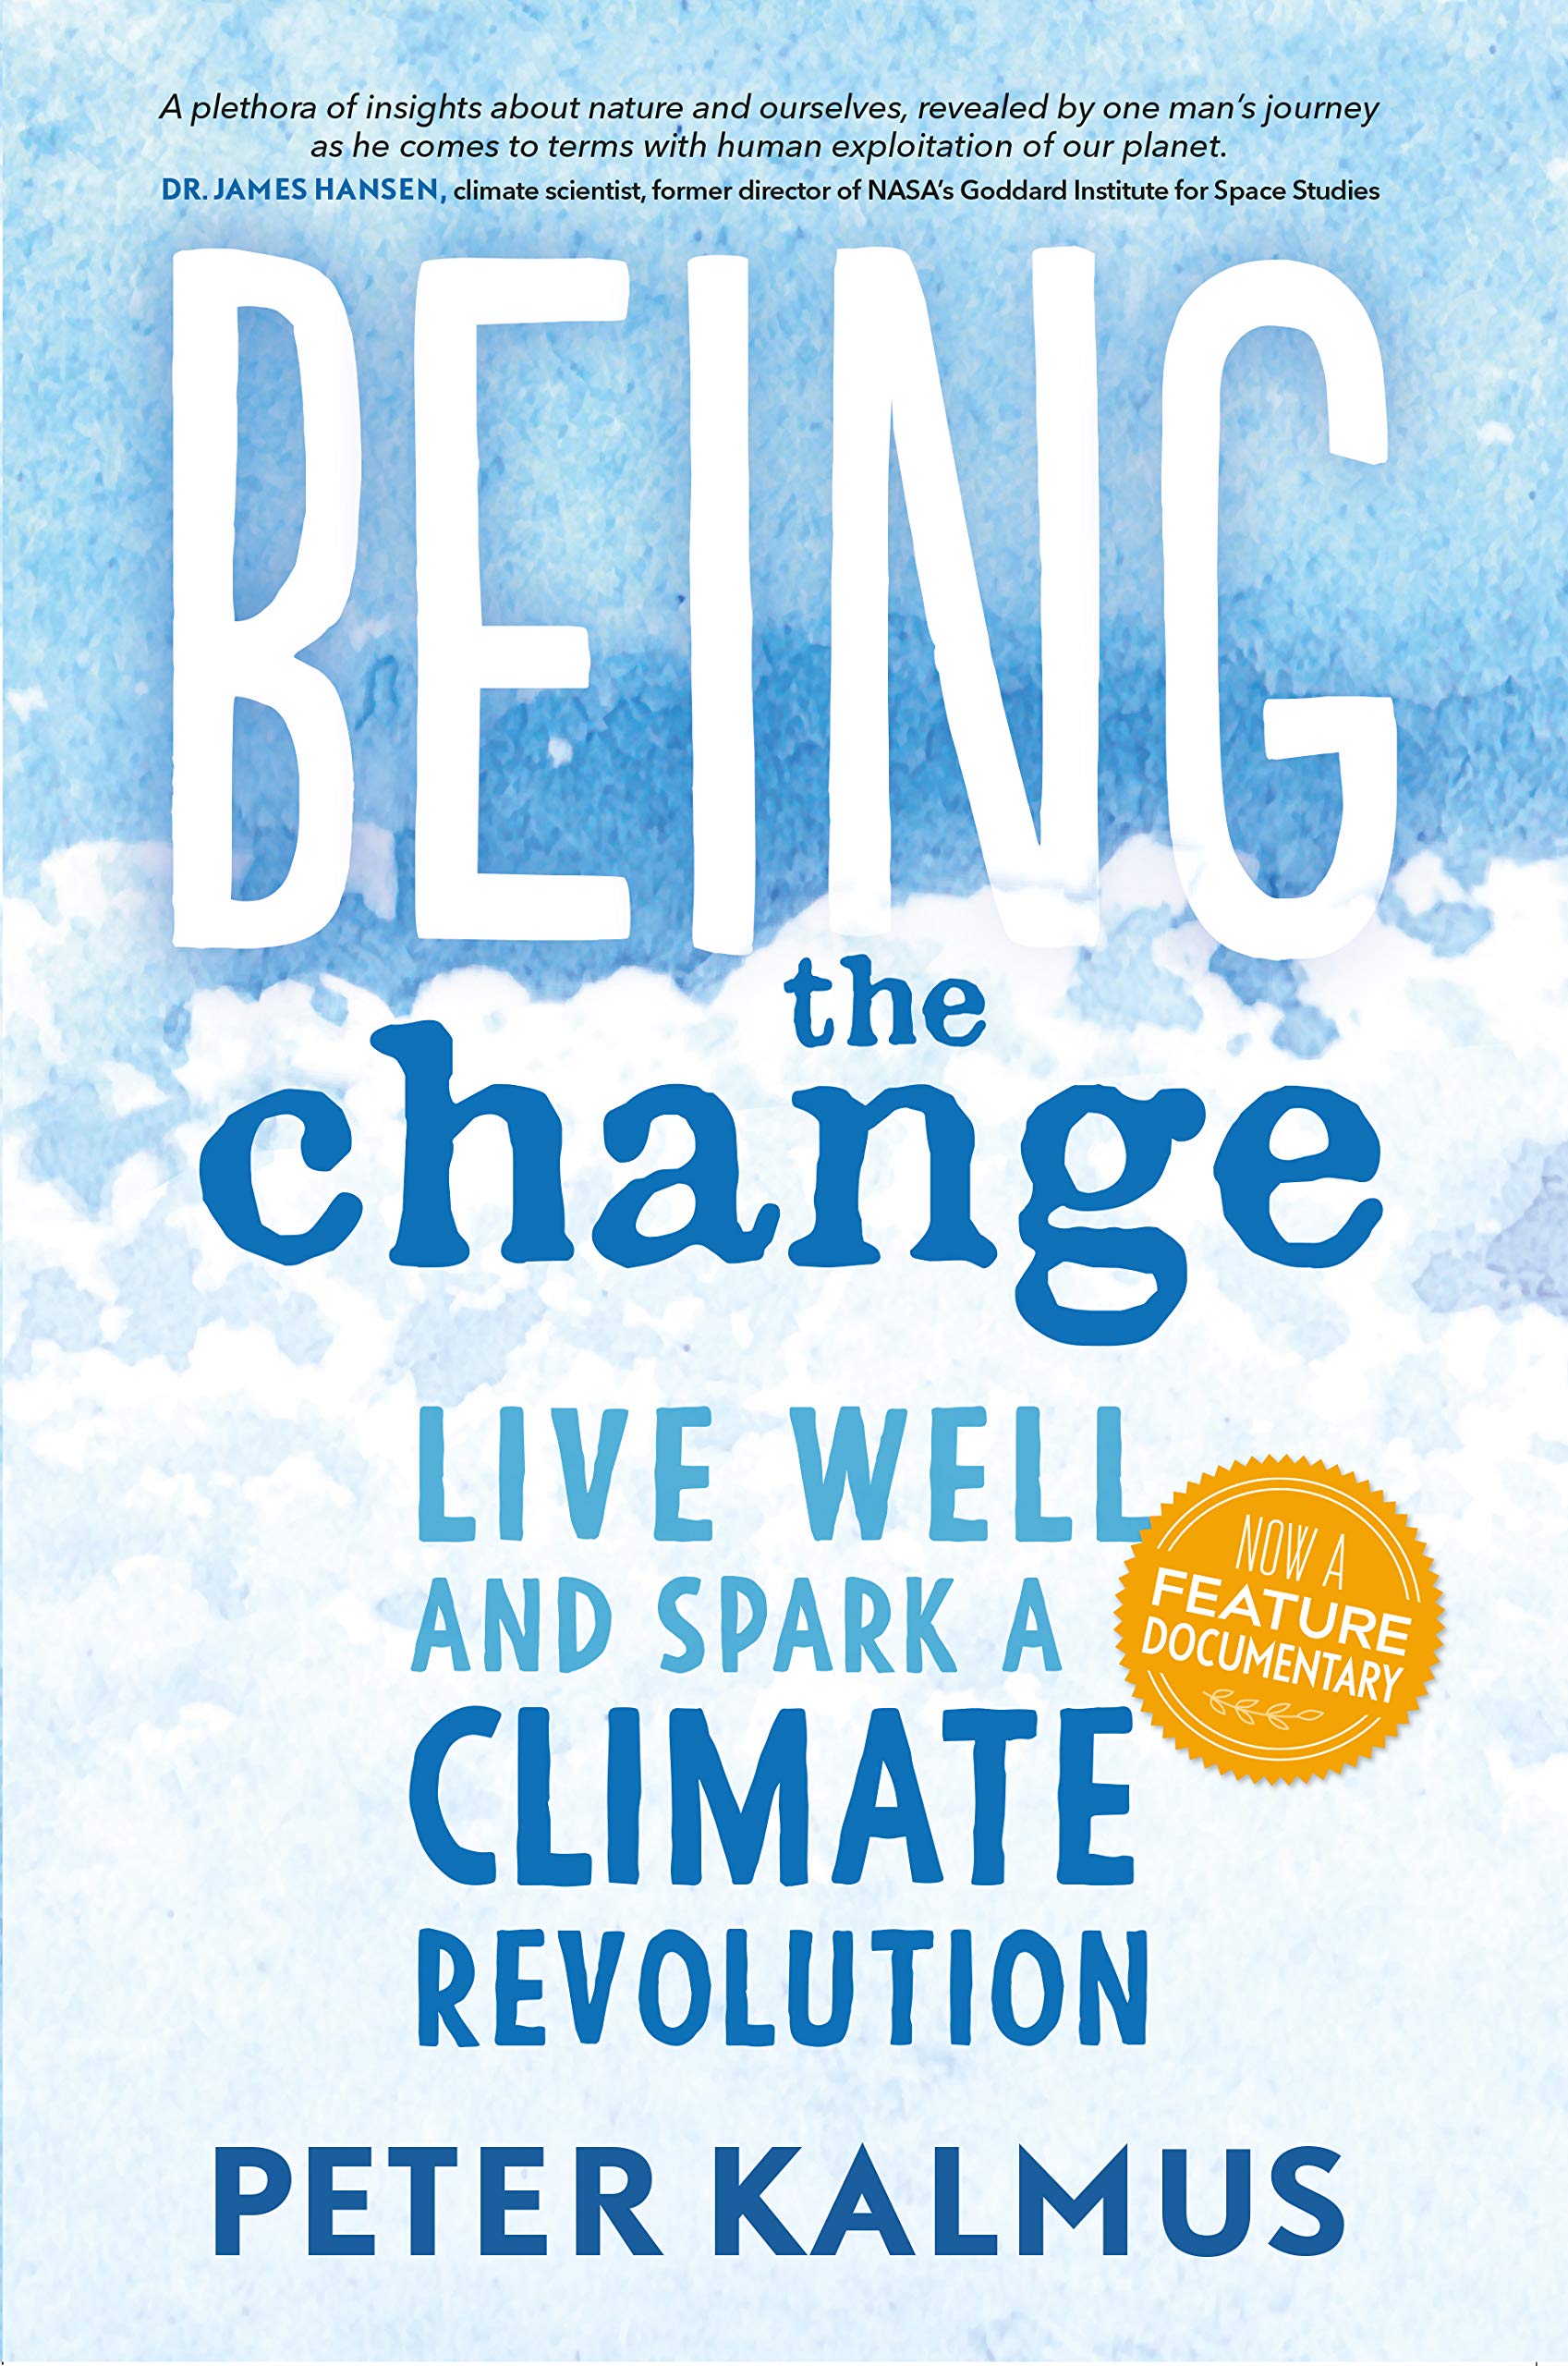 A plethora of insights about nature and ourselves, revealed by one man's journey
as he comes to terms with human exploitation of our planet.
DR. JAMES HANSEN, climate scientist, former director of NASA's Goddard Institute for Space Studies
BEING
the
change
LIVE WELL
AND SPARK A
CLIMATE
REVOLUTION
NOW A
FEATURE
DOCUMENTARY
PETER KALMUS